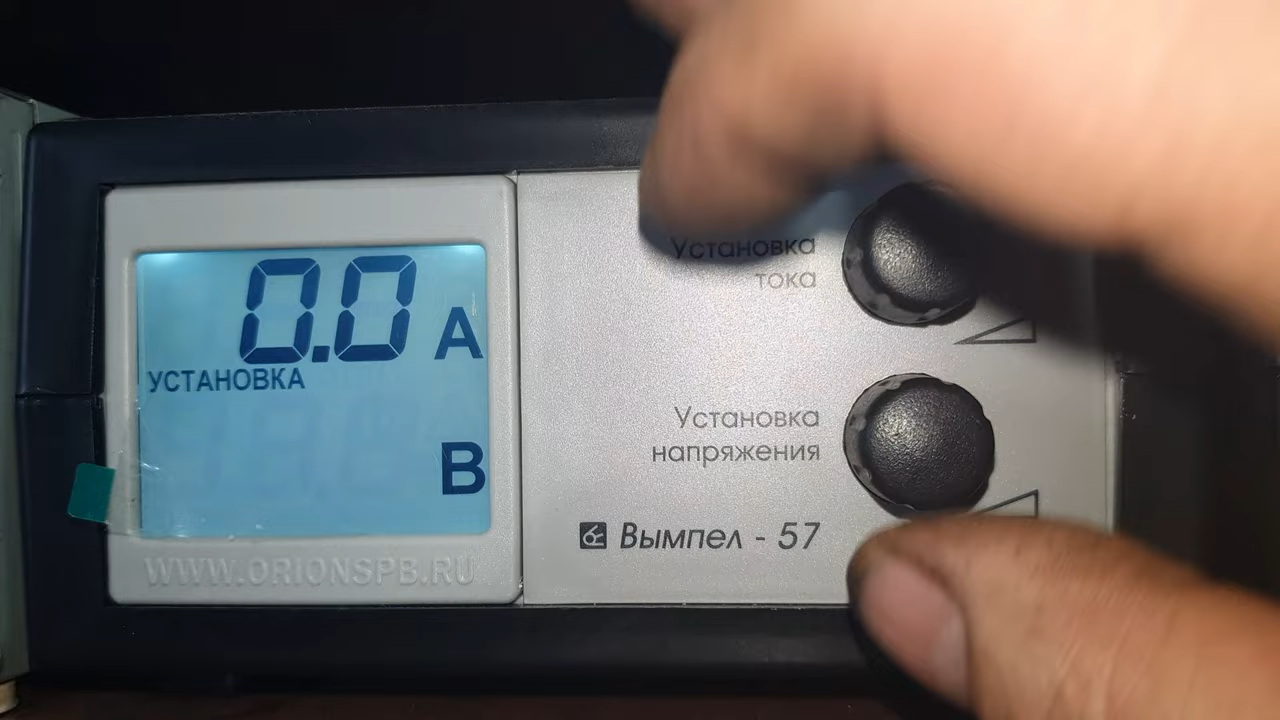 0.0 A
УСТАНОВКА
В
WWW.ORIONSPB.RU
Установка
тока
Установка
напряжения
Вымпел - 57